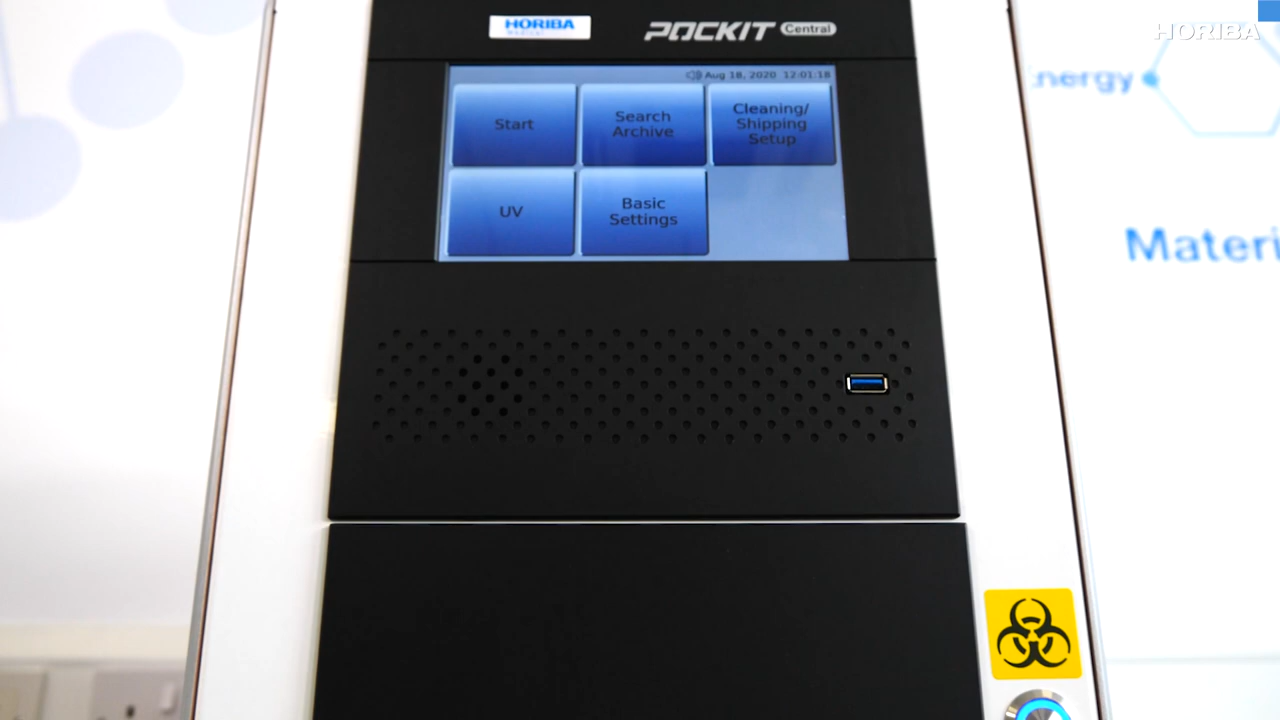 HORIBA
Medical
POCKIT Central
HORIBA
Aug 18, 2020 12:01:18
Start
Search
Archive
Cleaning/
Shipping
Setup
UV
Basic
Settings
Energy
Materi